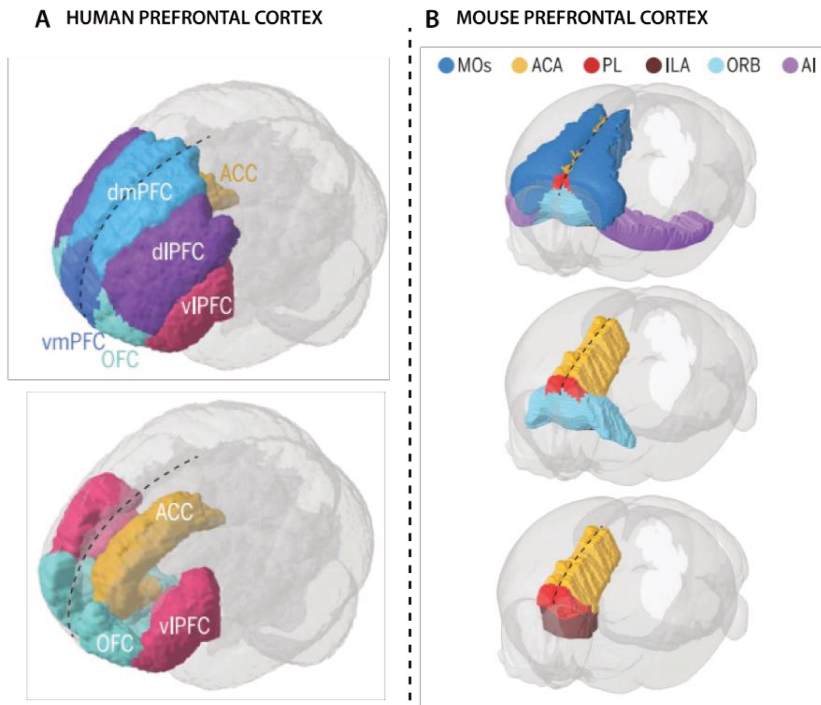 A HUMAN PREFRONTAL CORTEX
ACC
dmPFC
dlPFC
vlPFC
vmPFC
OFC
ACC
vlPFC
OFC
B MOUSE PREFRONTAL CORTEX
MOs ACA PL ILA ORB AI